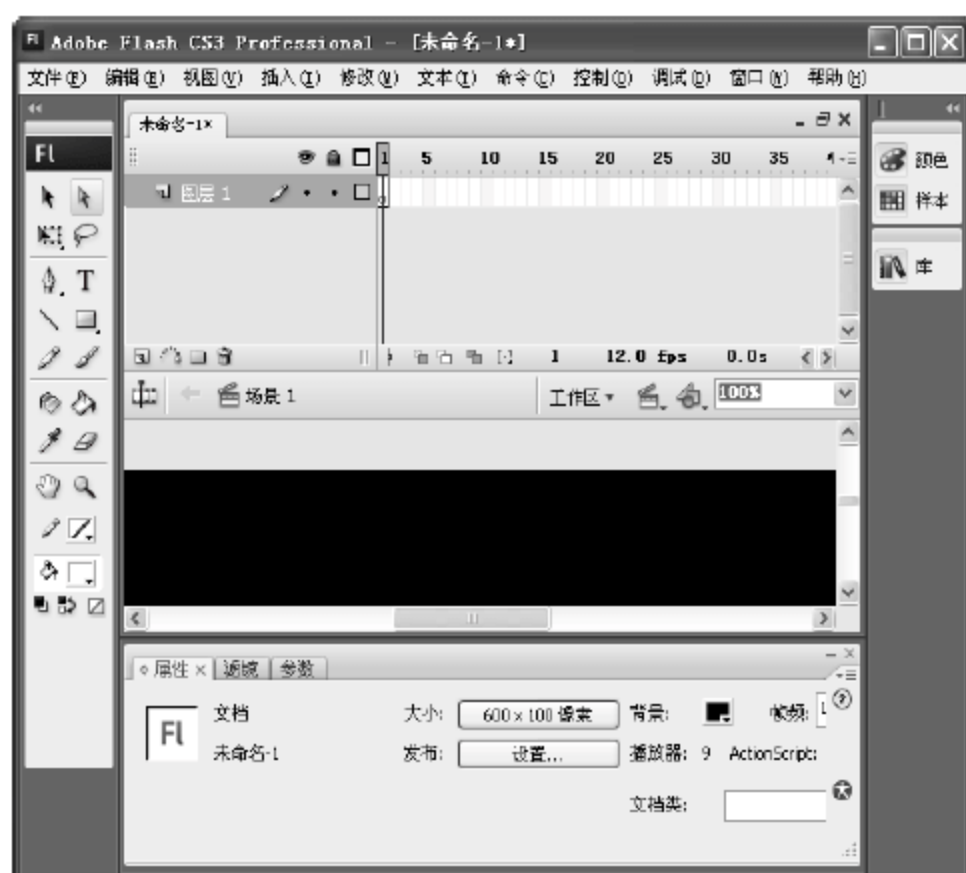 Fl Adobe Flash CS3 Professional - [未命名-1*]
文件(F) 编辑(E) 视图(V) 插入(I) 修改(M) 文本(T) 命令(C) 控制(O) 调试(D) 窗口(W) 帮助(H)
未命名-1*
Fl
1 5 10 15 20 25 30 35
图层 1
T
1 12.0 fps 0.0s
场景 1 工作区 100%
颜色
样本
库
属性 × 滤镜 参数
Fl
文档 大小: 600 x 100 像素 背景: 帧频: 1
未命名-1 发布: 设置... 播放器: 9 ActionScript:
文档类: